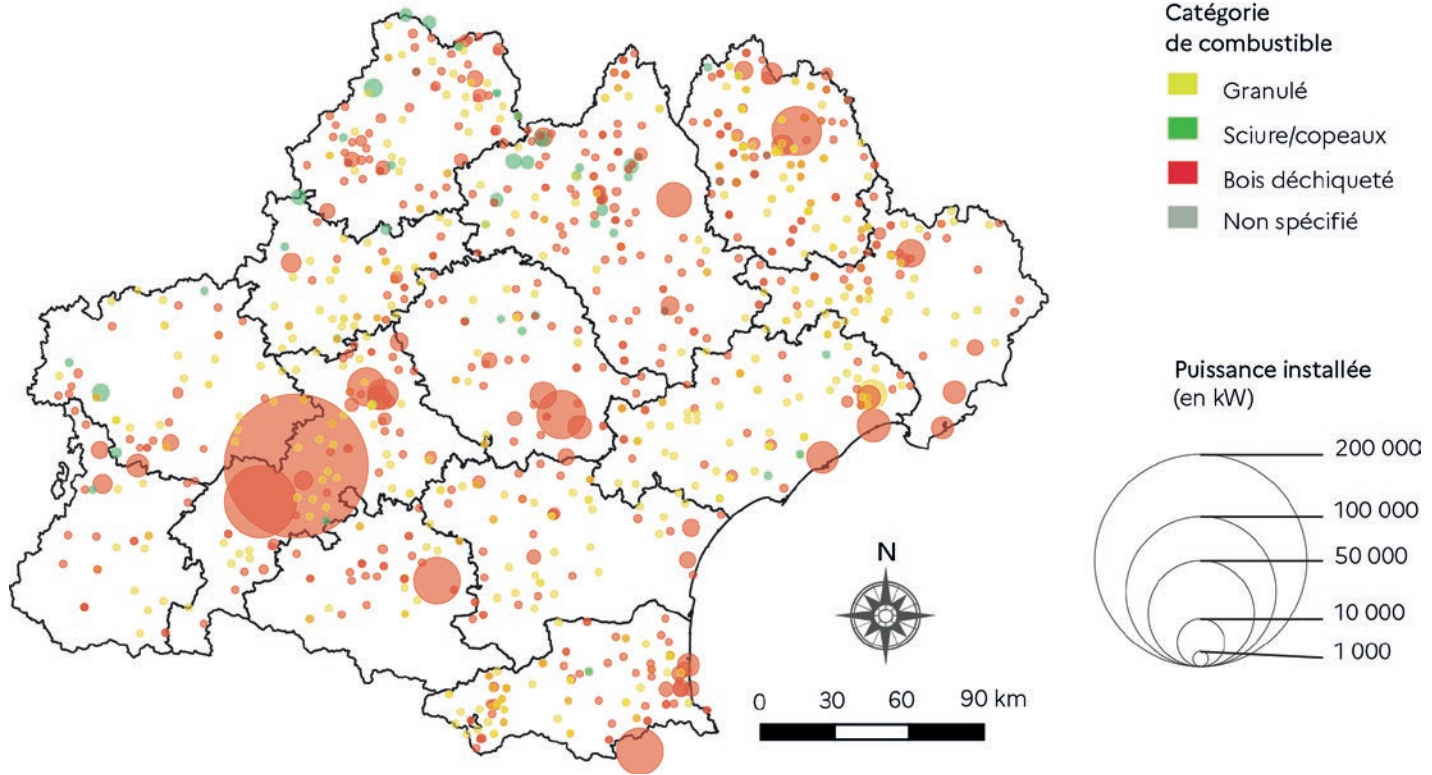 Catégorie
de combustible
Granulé
Sciure/copeaux
Bois déchiqueté
Non spécifié
Puissance installée
(en kW)
200 000
100 000
50 000
10 000
1 000
N
0 30 60 90 km